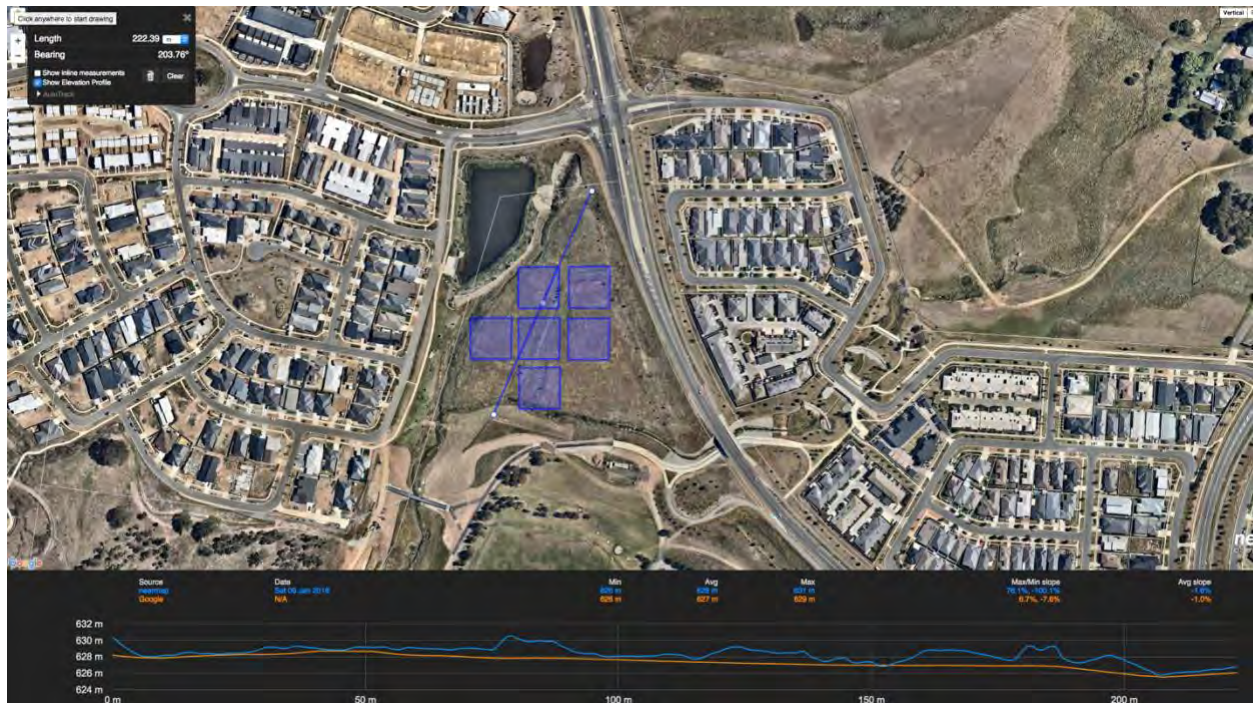 Click anywhere to start drawing
Vertical
Length 222.39 m
Bearing 203.76°
Show inline measurements
Show Elevation Profile
Clear
AutoTrack
Google
Source Date Min Avg Max Max/Min slope Avg slope
nearmap Sat 09 Jan 2016 626 m 628 m 631 m 76.1%, -100.1% -1.6%
Google N/A 626 m 627 m 629 m 6.7%, -7.6% -1.0%
632 m
630 m
628 m
626 m
624 m
0 m 50 m 100 m 150 m 200 m